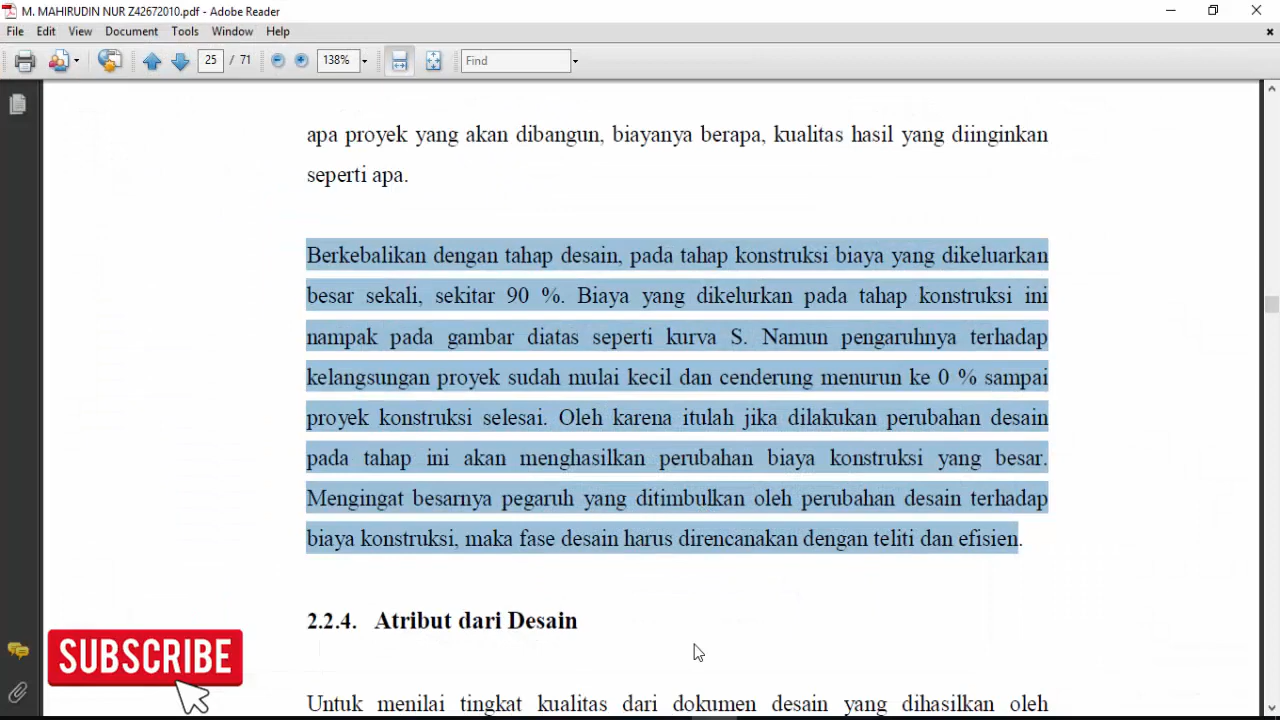 M. MAHIRUDIN NUR Z42672010.pdf - Adobe Reader
File Edit View Document Tools Window Help
25 / 71 138% Find
apa proyek yang akan dibangun, biayanya berapa, kualitas hasil yang diinginkan
seperti apa.
Berkebalikan dengan tahap desain, pada tahap konstruksi biaya yang dikeluarkan
besar sekali, sekitar 90 %. Biaya yang dikelurkan pada tahap konstruksi ini
nampak pada gambar diatas seperti kurva S. Namun pengaruhnya terhadap
kelangsungan proyek sudah mulai kecil dan cenderung menurun ke 0 % sampai
proyek konstruksi selesai. Oleh karena itulah jika dilakukan perubahan desain
pada tahap ini akan menghasilkan perubahan biaya konstruksi yang besar.
Mengingat besarnya pegaruh yang ditimbulkan oleh perubahan desain terhadap
biaya konstruksi, maka fase desain harus direncanakan dengan teliti dan efisien.
2.2.4. Atribut dari Desain
SUBSCRIBE
Untuk menilai tingkat kualitas dari dokumen desain yang dihasilkan oleh